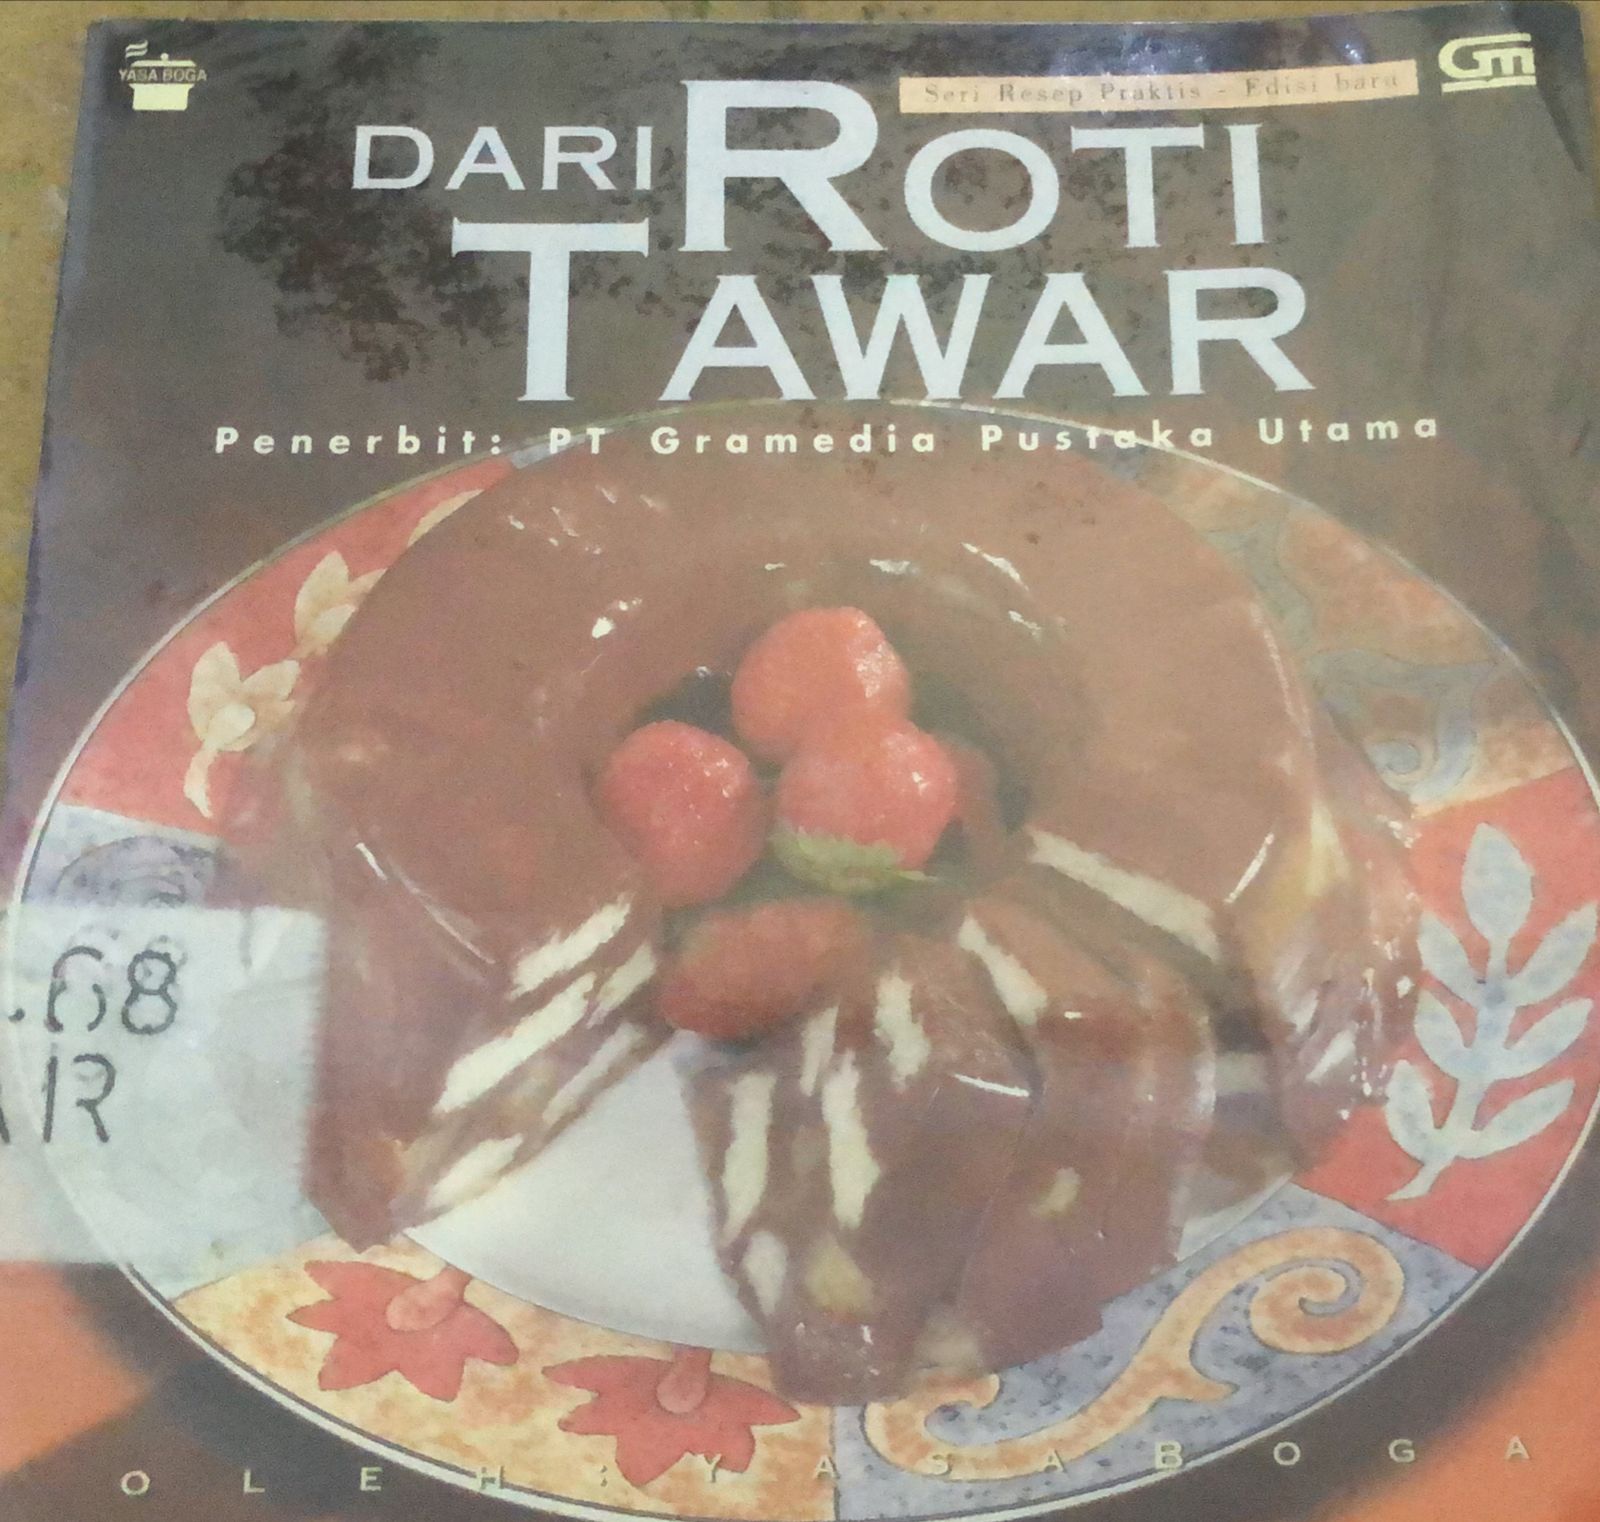 YASA BOGA
Seri Resep Praktis - Edisi baru
Gm
DARI ROTI
TAWAR
Penerbit: PT Gramedia Pustaka Utama
.68
AR
OLEH : YASA BOGA